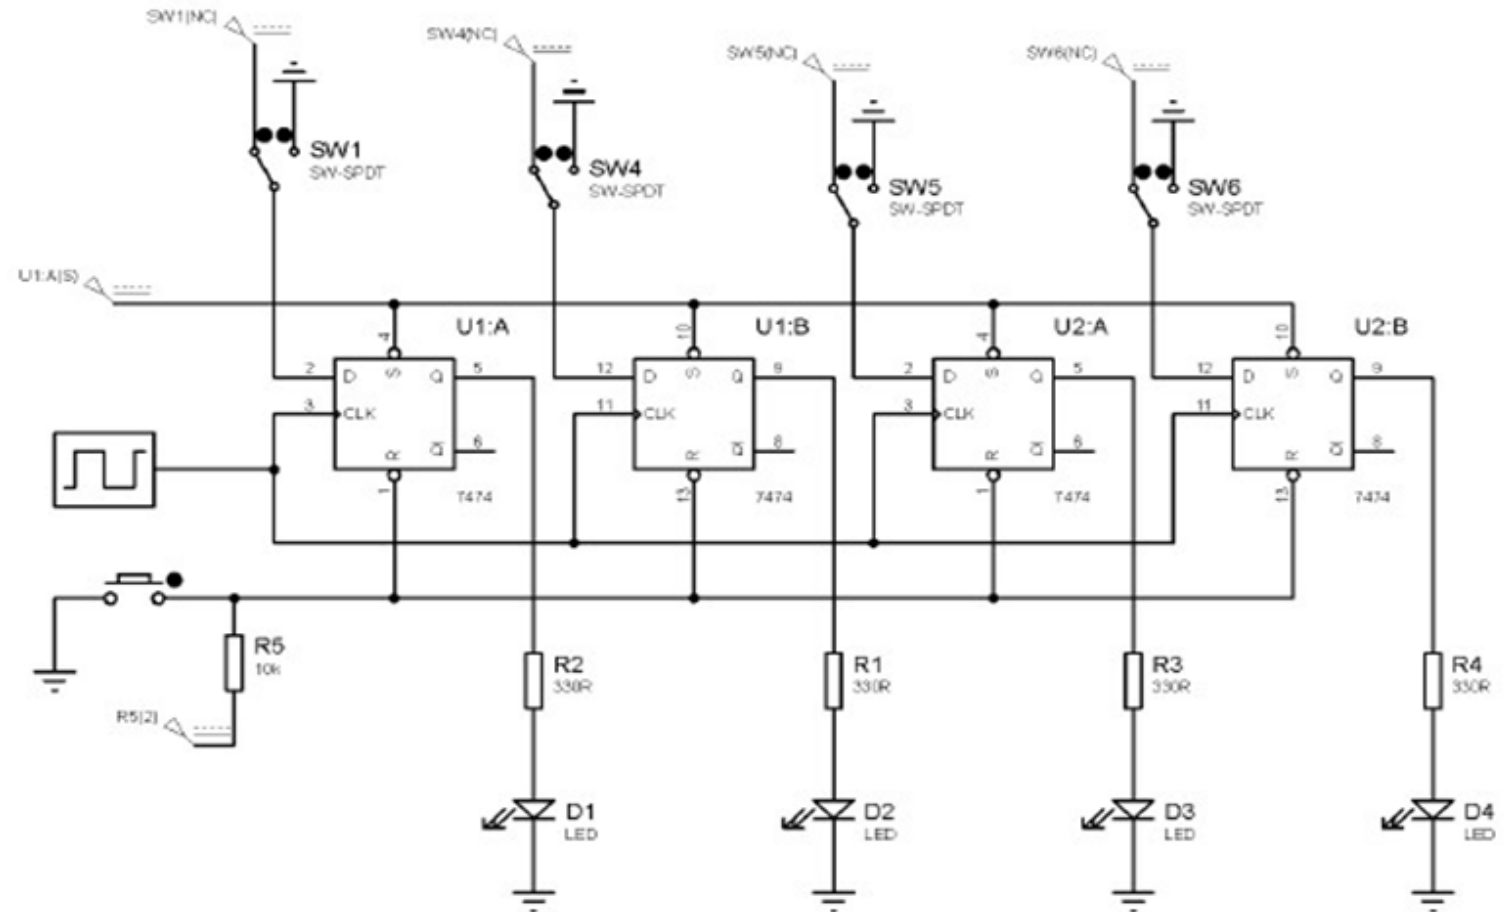 SW1(NC)
SW4(NC)
SW5(NC)
SW6(NC)
SW1
SW-SPDT
SW4
SW-SPDT
SW5
SW-SPDT
SW6
SW-SPDT
U1:A(S)
U1:A
U1:B
U2:A
U2:B
4
10
4
10
2
D
S
Q
5
12
D
S
Q
9
2
D
S
Q
5
12
D
S
Q
9
3
CLK
11
CLK
3
CLK
11
CLK
R
Q
6
R
Q
8
R
Q
6
R
Q
8
1
7474
13
7474
1
7474
13
7474
R5
10k
R5(2)
R2
330R
R1
330R
R3
330R
R4
330R
D1
LED
D2
LED
D3
LED
D4
LED